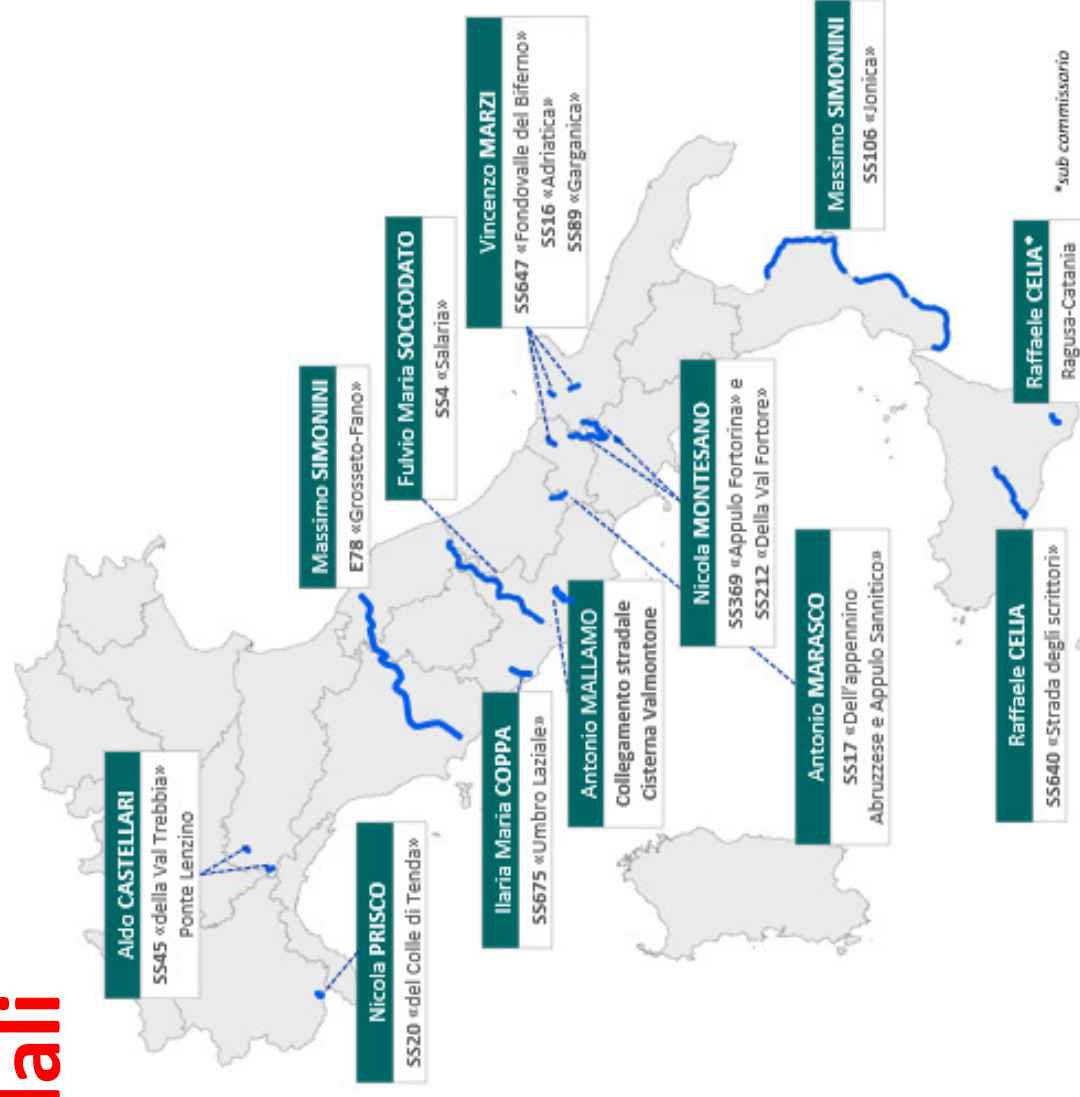 lali
Aldo CASTELLARI
SS45 «della Val Trebbia»
Ponte Lenzino
Nicola PRISCO
SS20 «del Colle di Tenda»
Massimo SIMONINI
E78 «Grosseto-Fano»
Fulvio Maria SOCCODATO
SS4 «Salaria»
Vincenzo MARZI
SS647 «Fondovalle del Biferno»
SS16 «Adriatica»
SS89 «Garganica»
Ilaria Maria COPPA
SS675 «Umbro Laziale»
Antonio MALLAMO
Collegamento stradale
Cisterna Valmontone
Nicola MONTESANO
SS369 «Appulo Fortorina» e
SS212 «Della Val Fortore»
Antonio MARASCO
SS17 «Dell'appennino
Abruzzese e Appulo Sannitico»
Massimo SIMONINI
SS106 «Jonica»
Raffaele CELIA
SS640 «Strada degli scrittori»
Raffaele CELIA*
Ragusa-Catania
*sub commissario